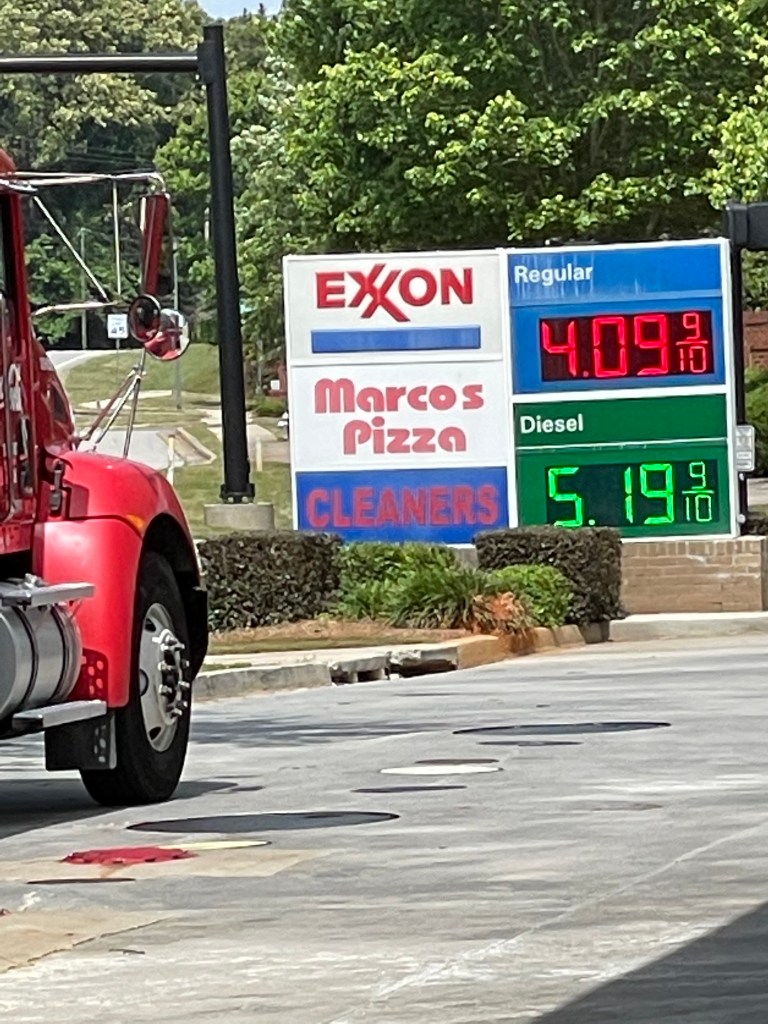 EXXON
Marco's
Pizza
CLEANERS
Regular
4.09 9/10
Diesel
5.19 9/10